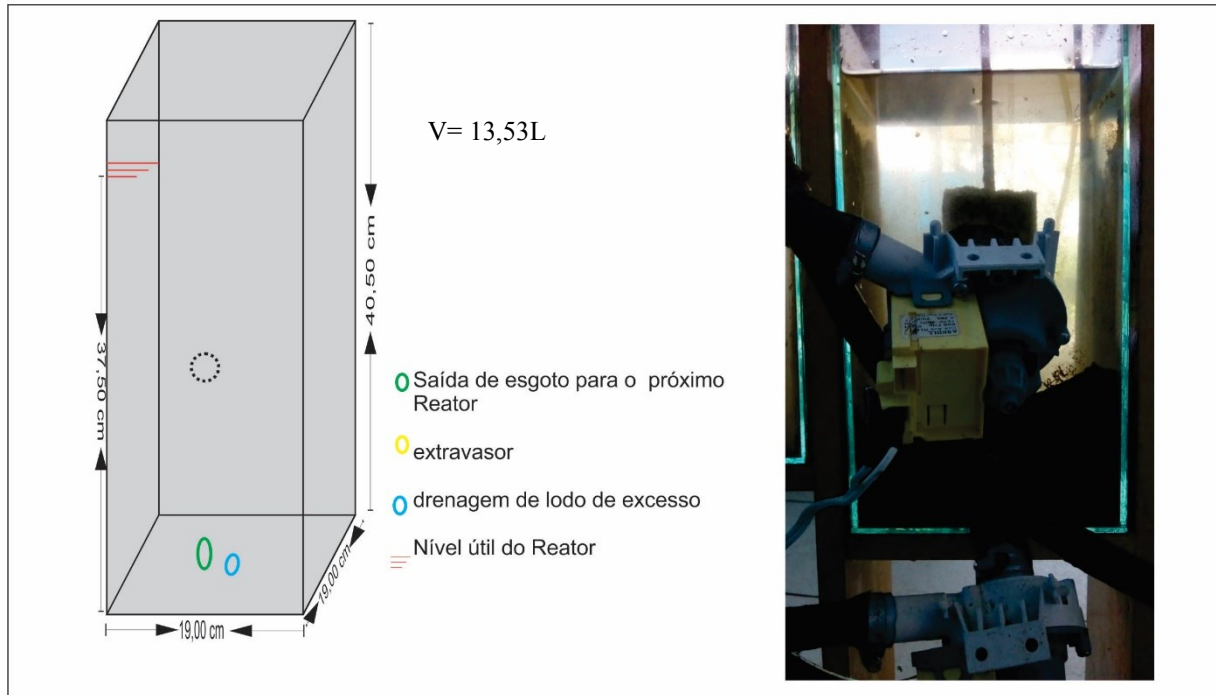 V= 13,53L
40,50 cm
37,50 cm
Saída de esgoto para o próximo
Reator
extravasor
drenagem de lodo de excesso
Nível útil do Reator
19,00 cm
19,00 cm